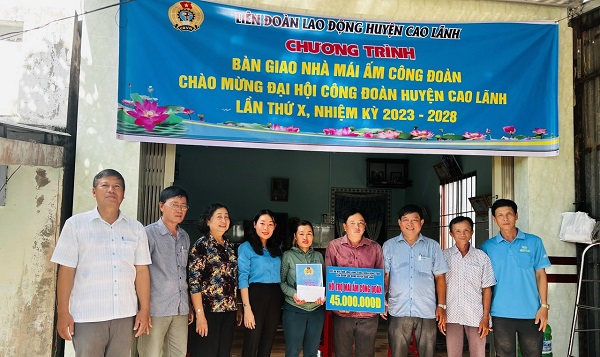 LIÊN ĐOÀN LAO ĐỘNG HUYỆN CAO LÃNH
CHƯƠNG TRÌNH
BÀN GIAO NHÀ MÁI ẤM CÔNG ĐOÀN
CHÀO MỪNG ĐẠI HỘI CÔNG ĐOÀN HUYỆN CAO LÃNH
LẦN THỨ X, NHIỆM KỲ 2023 - 2028
HỖ TRỢ MÁI ẤM CÔNG ĐOÀN
45.000.000Đ